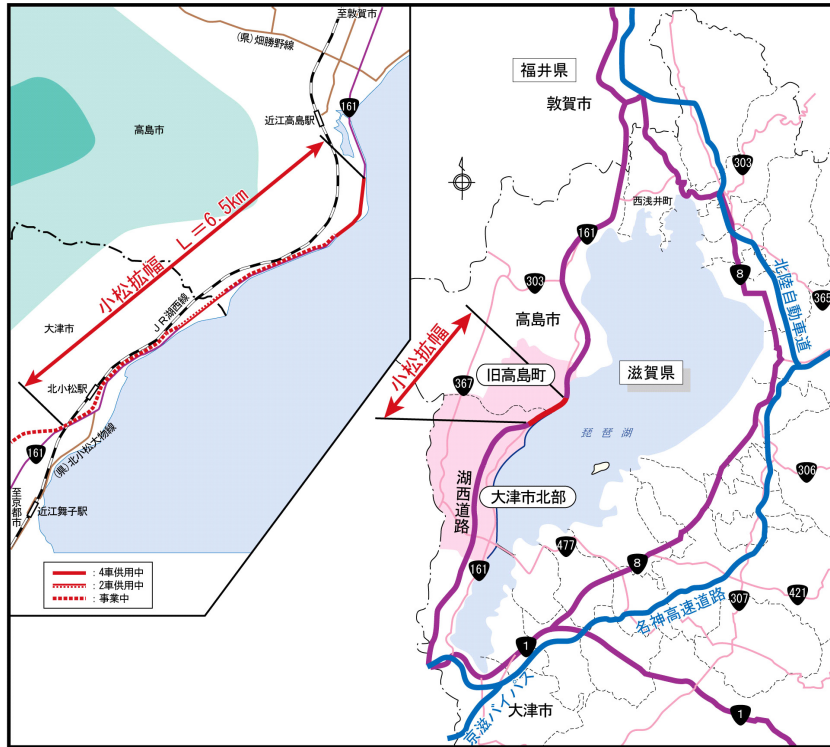 至敦賀市
(県)畑勝野線
161
近江高島駅
高島市
小松拡幅 L=6.5km
大津市
JR湖西線
北小松駅
(県)北小松大物線
161
至京都市
近江舞子駅
:4車供用中
:2車供用中
:事業中
福井県
敦賀市
303
西浅井町
161
8
北陸自動車道
303
365
高島市
小松拡幅
旧高島町
滋賀県
367
琵琶湖
306
湖西道路
大津市北部
477
8
161
421
307
名神高速道路
1
京滋バイパス
大津市
1